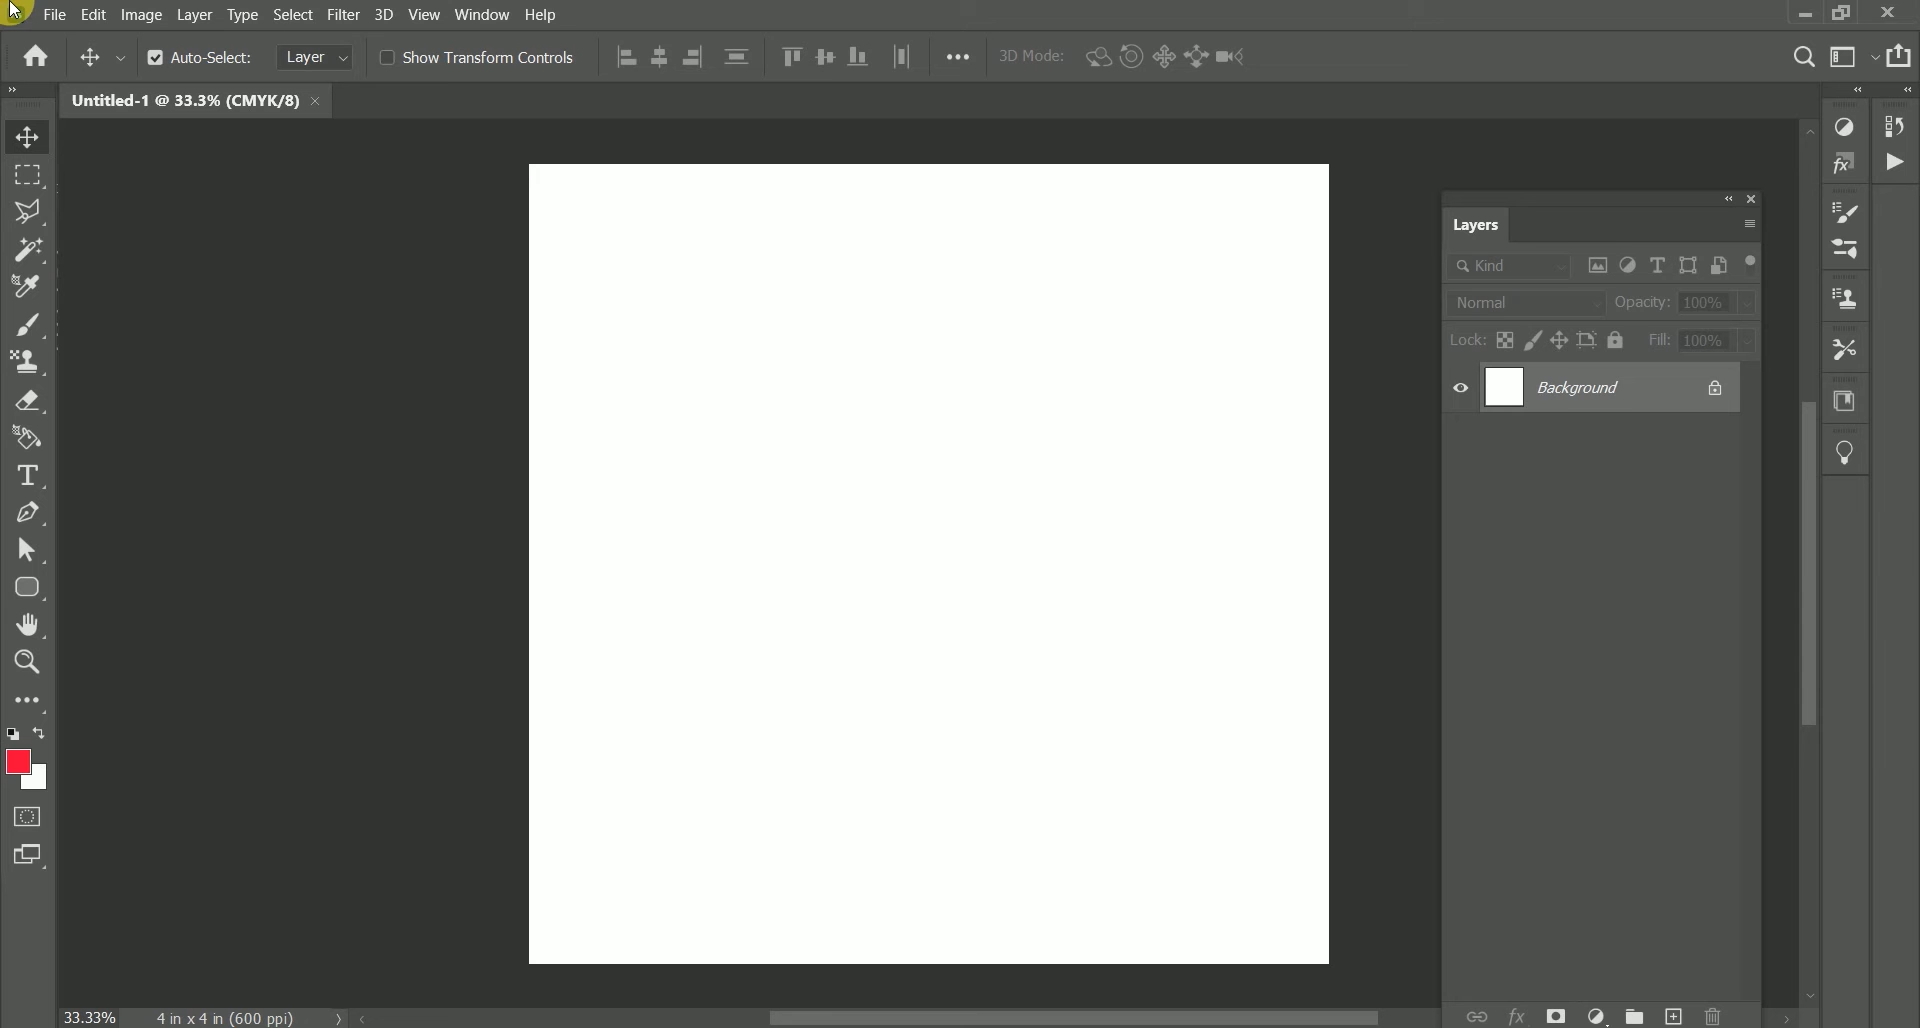 File Edit Image Layer Type Select Filter 3D View Window Help
Auto-Select: Layer Show Transform Controls 3D Mode:
Untitled-1 @ 33.3% (CMYK/8)
Layers
Kind
Normal Opacity: 100%
Lock: Fill: 100%
Background
33.33% 4 in x 4 in (600 ppi)